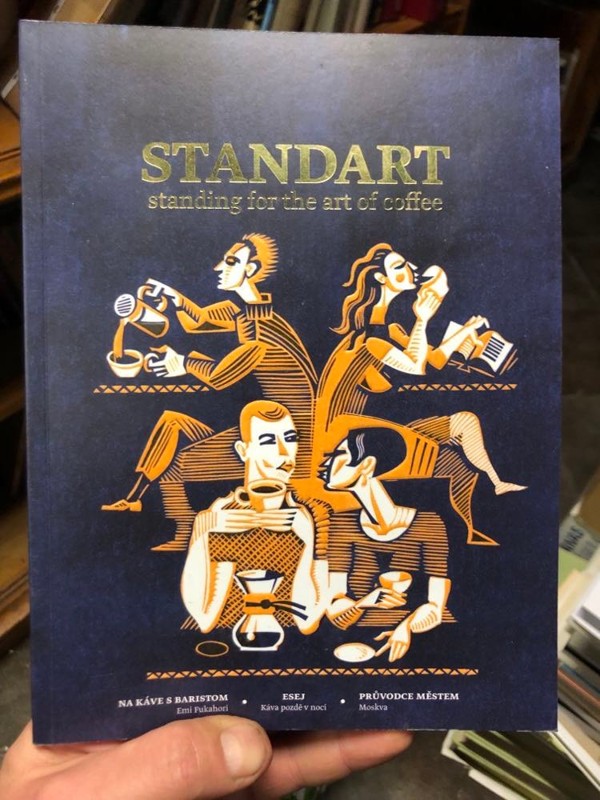 STANDART
standing for the art of coffee
NA KÁVE S BARISTOM
Emi Fukahori
ESEJ
Káva pozdě v noci
PRŮVODCE MĚSTEM
Moskva